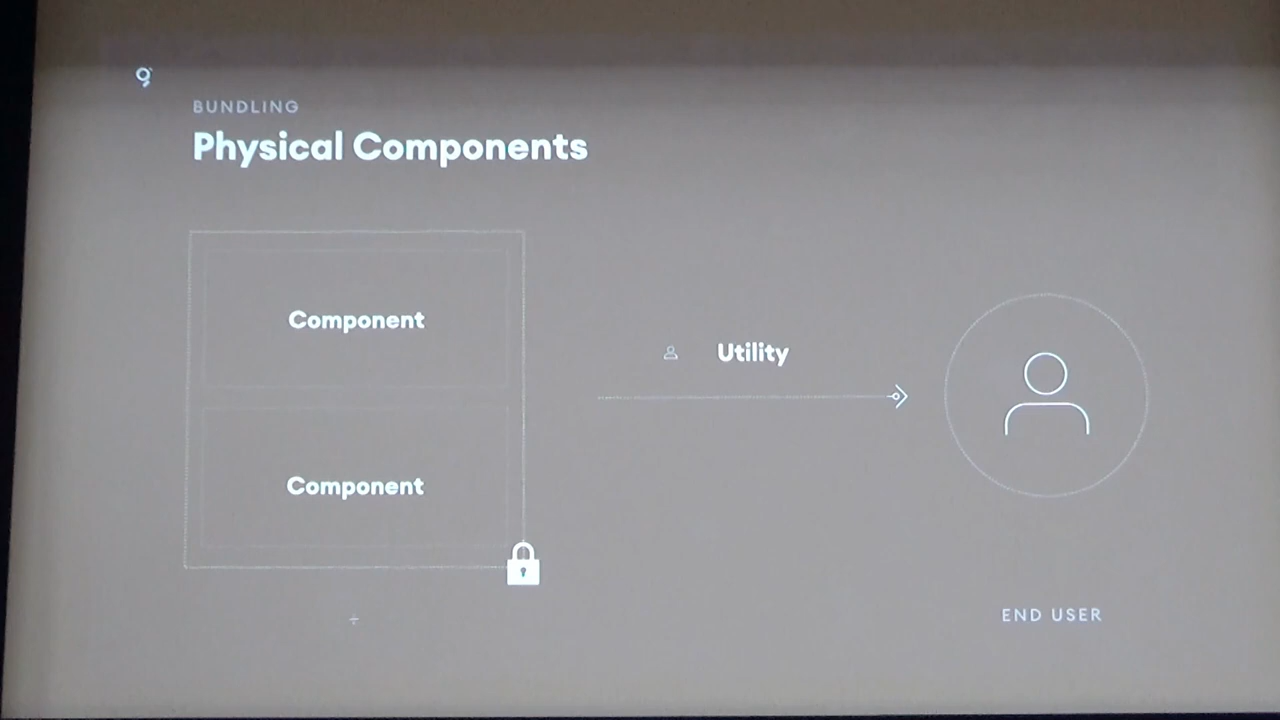 BUNDLING
Physical Components
Component
Utility
Component
END USER